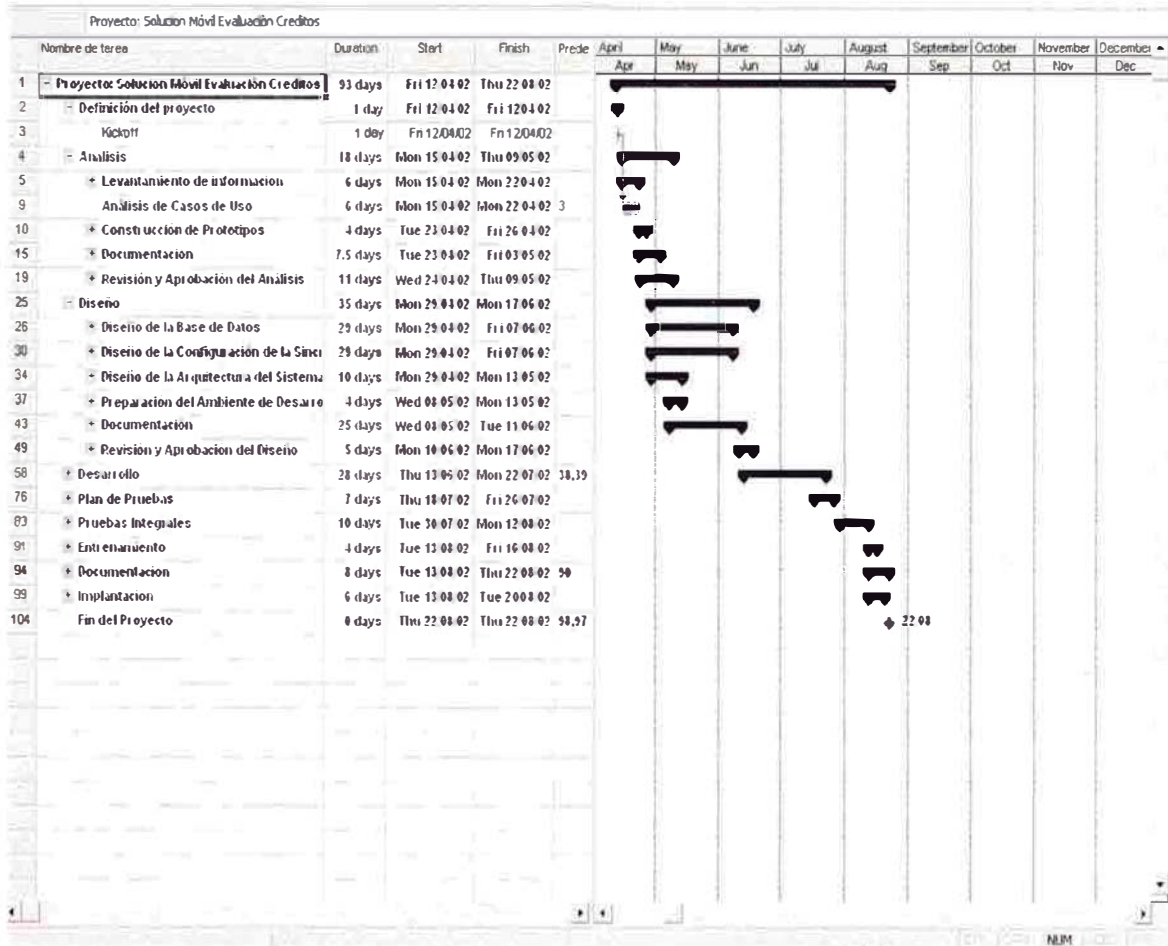 Proyecto: Solucion Móvil Evaluación Creditos
Nombre de tarea Duration Start Finish Prede April May June July August September October November December
Apr May Jun Jul Aug Sep Oct Nov Dec
1 - Proyecto: Solucion Móvil Evaluación Creditos 93 days Fri 12/04/02 Thu 22/08/02
2 - Definición del proyecto 1 day Fri 12/04/02 Fri 12/04/02
3 Kickoff 1 day Fri 12/04/02 Fri 12/04/02
4 - Analisis 18 days Mon 15/04/02 Thu 09/05/02
5 + Levantamiento de informacion 6 days Mon 15/04/02 Mon 22/04/02
9 Análisis de Casos de Uso 6 days Mon 15/04/02 Mon 22/04/02 3
10 + Construcción de Prototipos 4 days Tue 23/04/02 Fri 26/04/02
15 + Documentación 7.5 days Tue 23/04/02 Fri 03/05/02
19 + Revisión y Aprobación del Análisis 11 days Wed 24/04/02 Thu 09/05/02
25 - Diseño 35 days Mon 29/04/02 Mon 17/06/02
26 + Diseño de la Base de Datos 29 days Mon 29/04/02 Fri 07/06/02
30 + Diseño de la Configuración de la Sincr 29 days Mon 29/04/02 Fri 07/06/02
34 + Diseño de la Arquitectura del Sistema 10 days Mon 29/04/02 Mon 13/05/02
37 + Preparacion del Ambiente de Desarro 4 days Wed 08/05/02 Mon 13/05/02
43 + Documentación 25 days Wed 08/05/02 Tue 11/06/02
49 + Revisión y Aprobacion del Diseño 5 days Mon 10/06/02 Mon 17/06/02
58 + Desarrollo 28 days Thu 13/06/02 Mon 22/07/02 38,39
76 + Plan de Pruebas 7 days Thu 18/07/02 Fri 26/07/02
83 + Pruebas Integrales 10 days Tue 30/07/02 Mon 12/08/02
91 + Entrenamiento 4 days Tue 13/08/02 Fri 16/08/02
94 + Documentacion 8 days Tue 13/08/02 Thu 22/08/02 90
99 + Implantacion 6 days Tue 13/08/02 Tue 20/08/02
104 Fin del Proyecto 0 days Thu 22/08/02 Thu 22/08/02 98,97 22/08
NUM